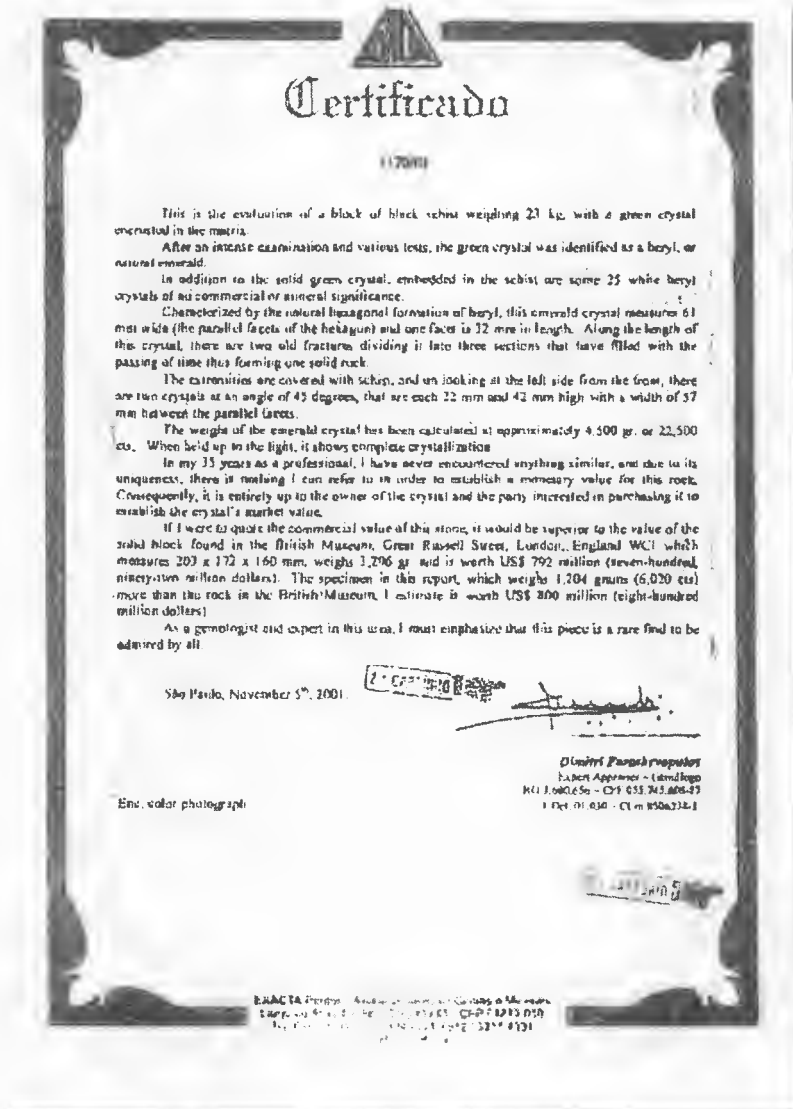 Certificado
This is the evaluation of a block of black schist weighing 23 kg, with a green crystal
encrusted in the matrix.
After an intense examination and various tests, the green crystal was identified as a beryl, or
natural emerald.
In addition to the solid green crystal, embedded in the schist are some 25 white beryl
crystals of no commercial or mineral significance.
Characterized by the natural hexagonal formation of beryl, this emerald crystal measures 61
mm wide (the parallel facets of the hexagon) and one facet is 32 mm in length. Along the length of
this crystal, there are two old fractures dividing it into three sections that have filled with the
passing of time thus forming one solid rock.
The extremities are covered with schist, and on looking at the left side from the front, there
are two crystals at an angle of 45 degrees, that are each 22 mm and 42 mm high with a width of 57
mm between the parallel facets.
The weight of the emerald crystal has been calculated at approximately 4,500 gr. or 22,500
cts. When held up to the light, it shows complete crystallization
In my 35 years as a professional, I have never encountered anything similar, and due to its
uniqueness, there is nothing I can refer to in order to establish a monetary value for this rock.
Consequently, it is entirely up to the owner of the crystal and the party interested in purchasing it to
establish the crystal's market value.
If I were to quote the commercial value of this stone, it would be superior to the value of the
solid block found in the British Museum, Great Russell Street, London, England WC1 which
measures 203 x 172 x 160 mm, weighs 3,296 gr and is worth US$ 792 million (seven-hundred,
ninety-two million dollars). The specimen in this report, which weighs 1,204 grams (6,020 cts)
more than the rock in the British Museum, I estimate is worth US$ 800 million (eight-hundred
million dollars)
As a gemologist and expert in this area, I must emphasize that this piece is a rare find to be
admired by all.
São Paulo, November 5th, 2001.
Dimitri
Expert Appraiser -
Enc. color photograph
EXACTA